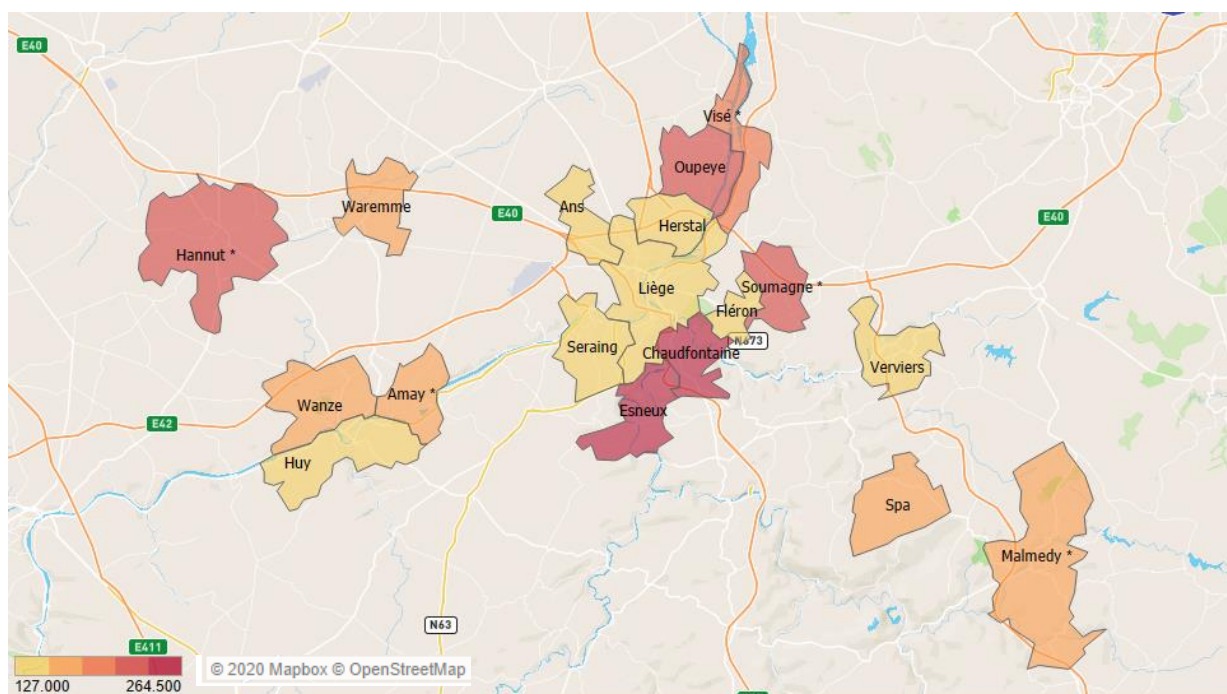 E40
Visé *
Oupeye
Waremme
Ans
E40
Herstal
E40
Hannut *
Liège
Soumagne *
Fléron
Seraing
Chaudfontaine
N673
Verviers
Amay *
Wanze
Esneux
E42
Huy
Spa
Malmedy *
N63
E411
© 2020 Mapbox © OpenStreetMap
127.000 264.500